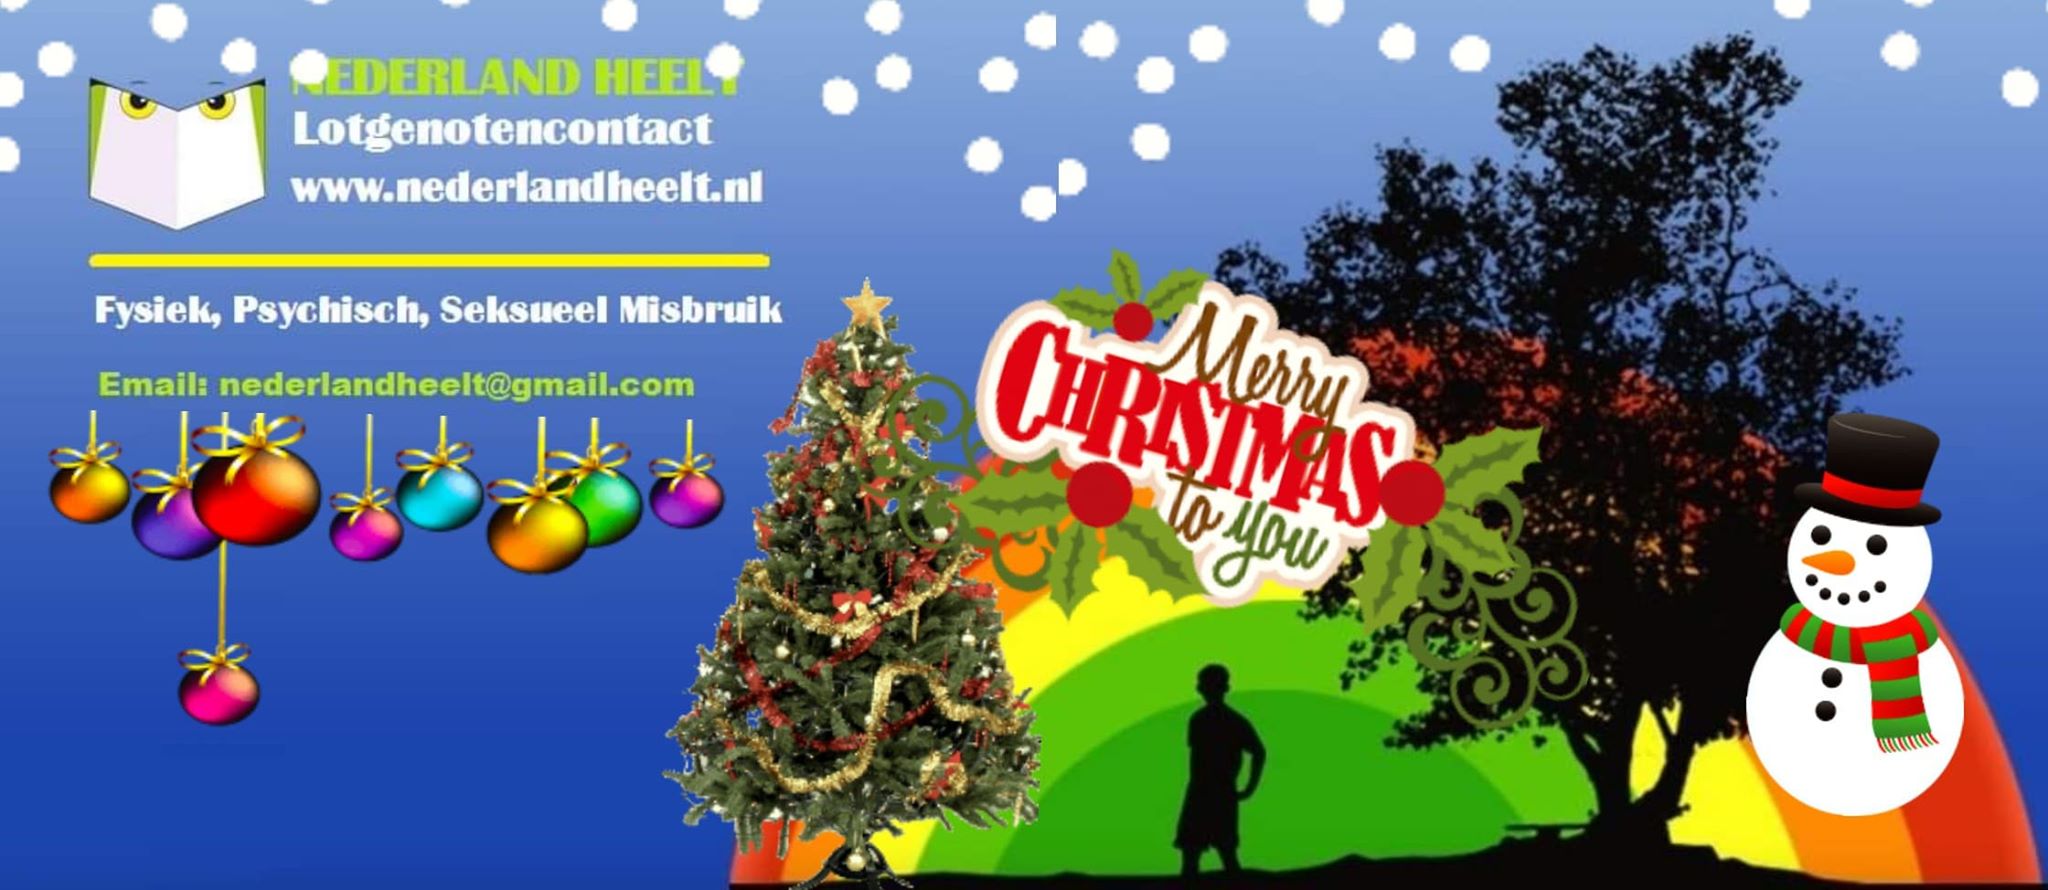 NEDERLAND HEELT
Lotgenotencontact
www.nederlandheelt.nl
Fysiek, Psychisch, Seksueel Misbruik
Email: nederlandheelt@gmail.com
Merry
CHRISTMAS
to you